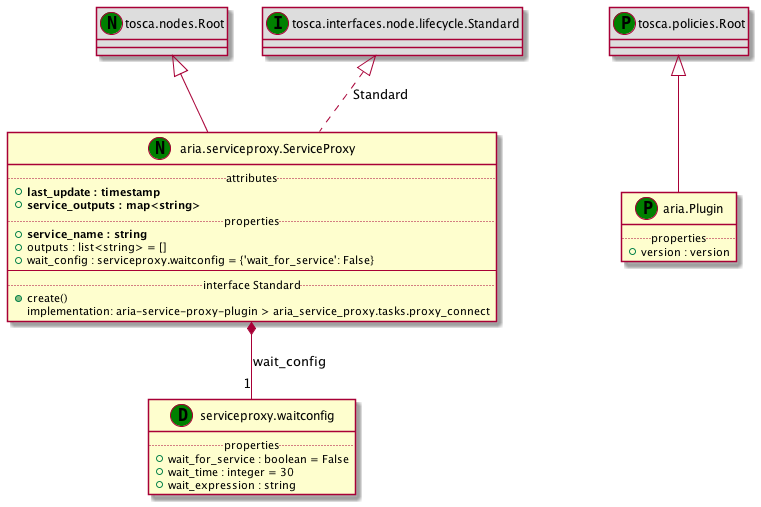 N tosca.nodes.Root
I tosca.interfaces.node.lifecycle.Standard
P tosca.policies.Root
Standard
N aria.serviceproxy.ServiceProxy
attributes
last_update : timestamp
service_outputs : map<string>
properties
service_name : string
outputs : list<string> = []
wait_config : serviceproxy.waitconfig = {'wait_for_service': False}
interface Standard
create()
implementation: aria-service-proxy-plugin > aria_service_proxy.tasks.proxy_connect
P aria.Plugin
properties
version : version
wait_config
1
D serviceproxy.waitconfig
properties
wait_for_service : boolean = False
wait_time : integer = 30
wait_expression : string